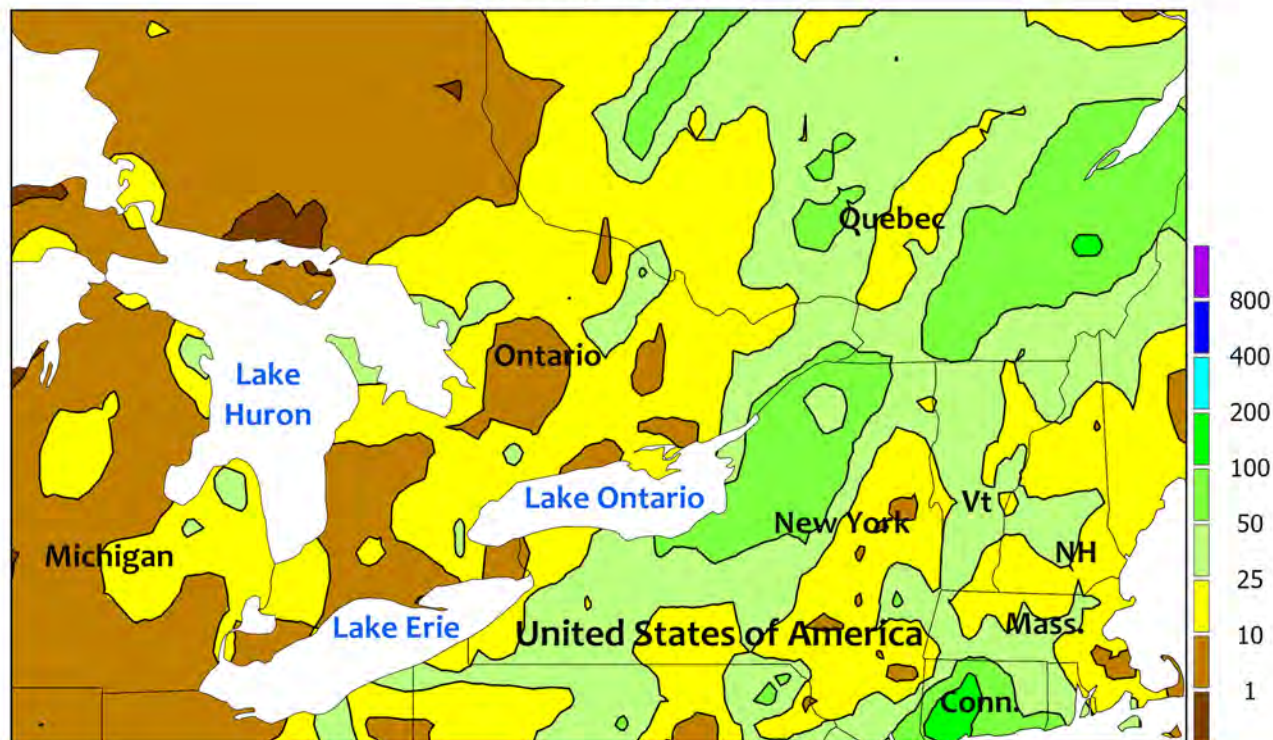 Quebec
800
Ontario
400
Lake
Huron
200
100
Lake Ontario
Vt
New York
50
Michigan
NH
25
Lake Erie
United States of America
Mass.
10
1
Conn.